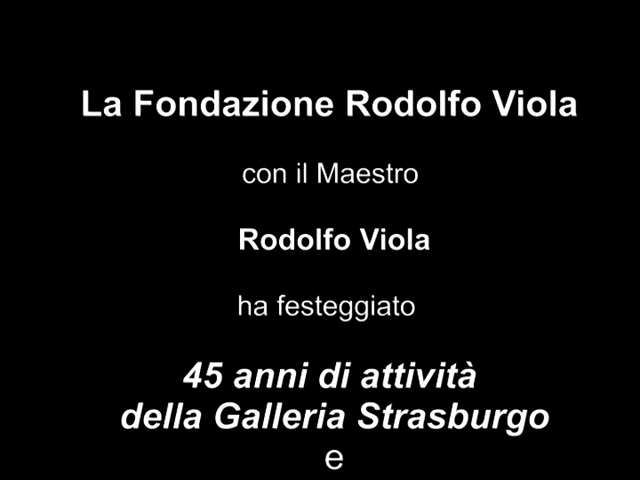 La Fondazione Rodolfo Viola
con il Maestro
Rodolfo Viola
ha festeggiato
45 anni di attività
della Galleria Strasburgo
e